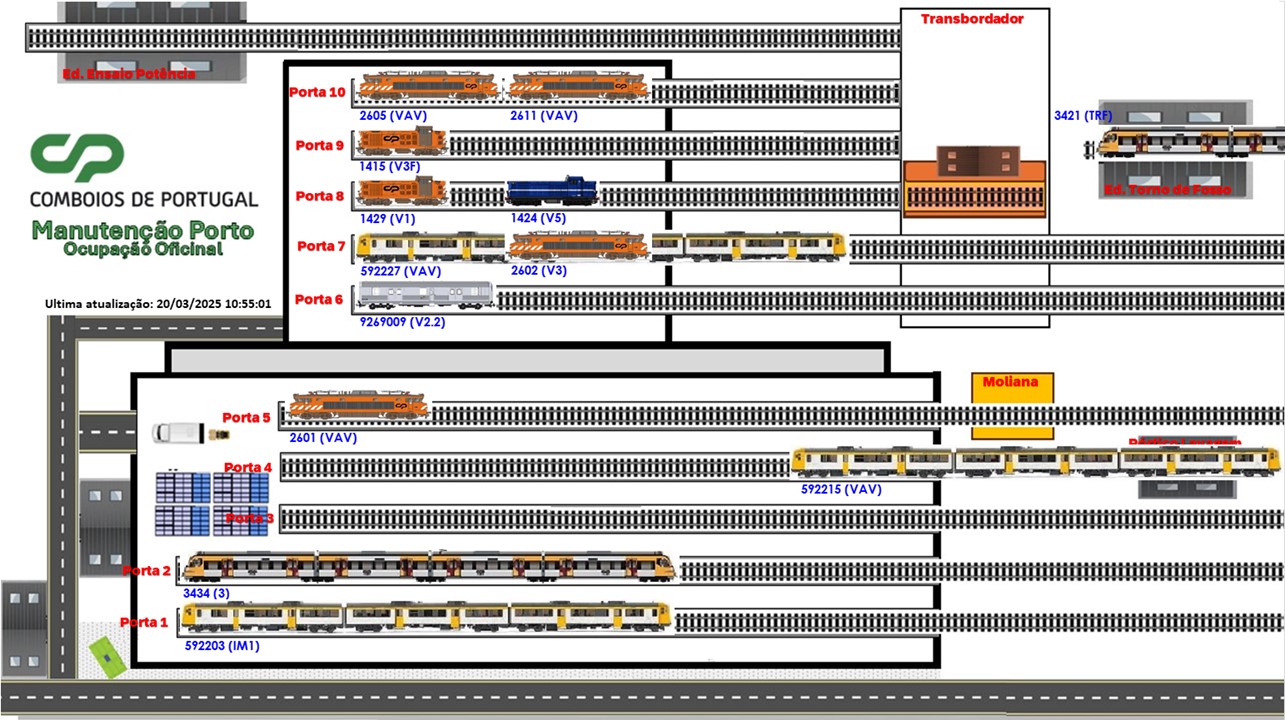 Transbordador
Ed. Ensaio Potência
Porta 10
2605 (VAV)
2611 (VAV)
3421 (TRF)
Porta 9
1415 (V3F)
CP
COMBOIOS DE PORTUGAL
Manutenção Porto
Ocupação Oficinal
Porta 8
1429 (V1)
1424 (V5)
Ed. Torno de Fosso
Porta 7
592227 (VAV)
2602 (V3)
Ultima atualização: 20/03/2025 10:55:01
Porta 6
9269009 (V2.2)
Moliana
Porta 5
2601 (VAV)
Porta 4
592215 (VAV)
Porta 3
Porta 2
3434 (3)
Porta 1
592203 (IM1)